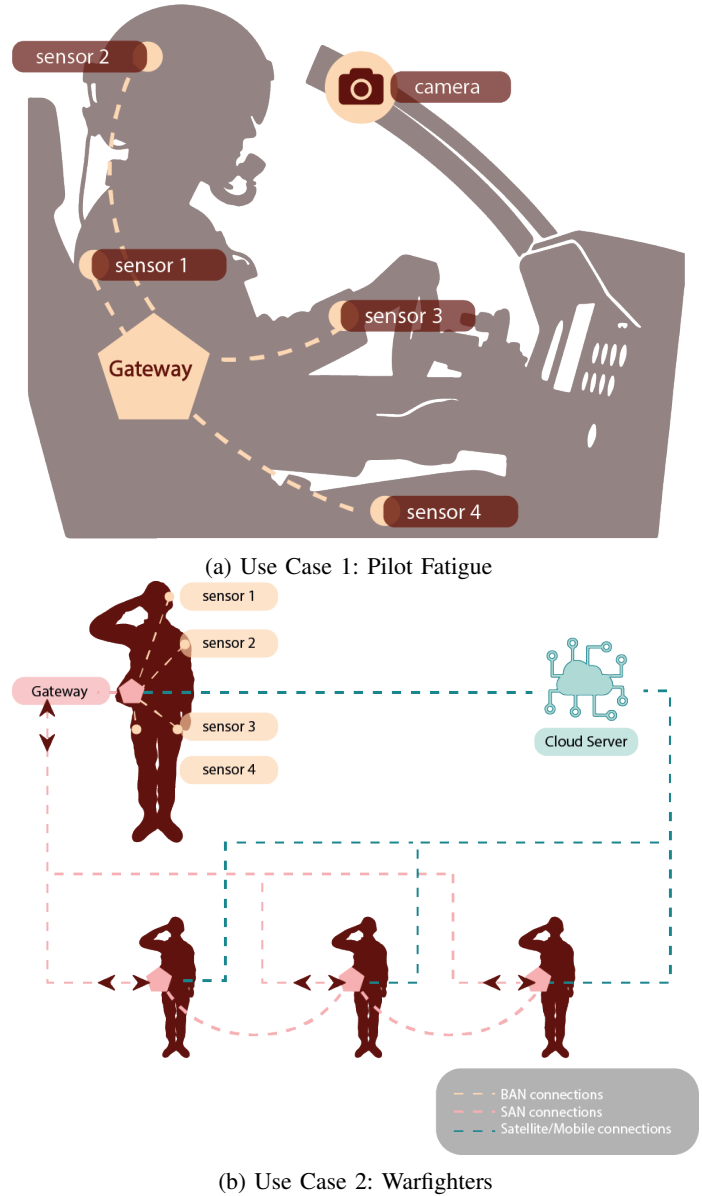 sensor 2
camera
sensor 1
sensor 3
Gateway
sensor 4
(a) Use Case 1: Pilot Fatigue
sensor 1
sensor 2
Gateway
sensor 3
Cloud Server
sensor 4
BAN connections
SAN connections
Satellite/Mobile connections
(b) Use Case 2: Warfighters